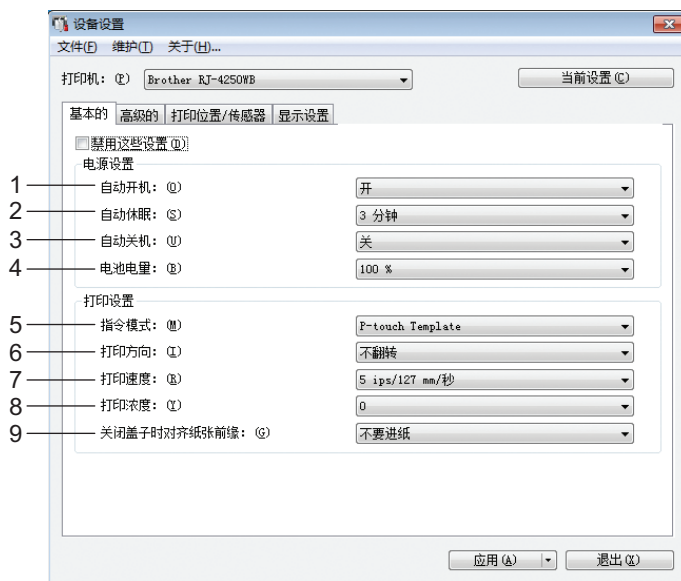 设备设置
文件(F) 维护(T) 关于(H)...
打印机: (P) Brother RJ-4250WB 当前设置(C)
基本的 高级的 打印位置/传感器 显示设置
禁用这些设置(D)
电源设置
1 自动开机: (O) 开
2 自动休眠: (S) 3 分钟
3 自动关机: (U) 关
4 电池电量: (B) 100 %
打印设置
5 指令模式: (M) P-touch Template
6 打印方向: (I) 不翻转
7 打印速度: (R) 5 ips/127 mm/秒
8 打印浓度: (Y) 0
9 关闭盖子时对齐纸张前缘: (G) 不要进纸
应用(A) 退出(X)